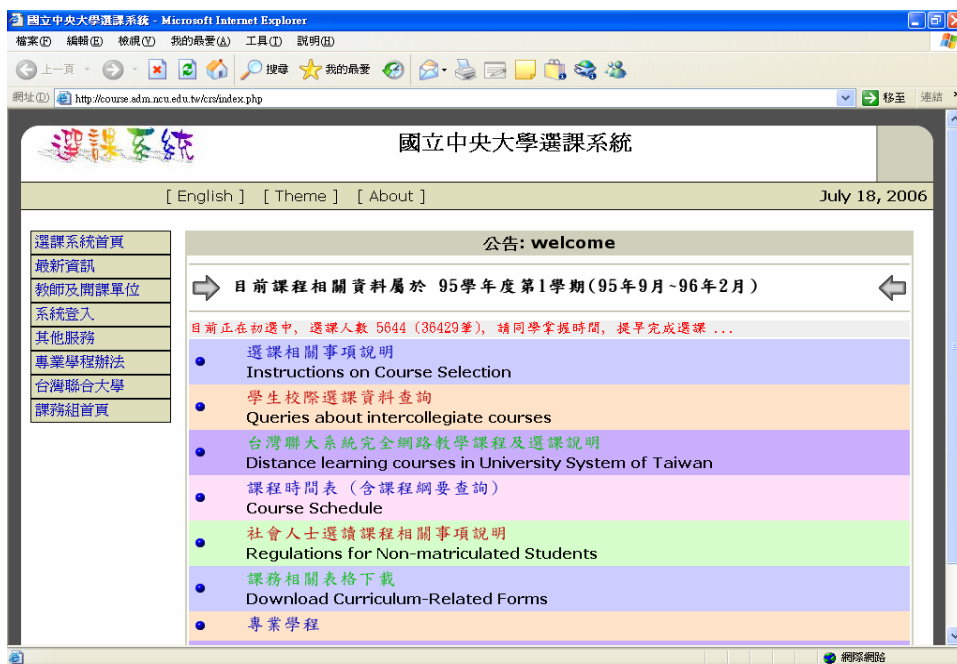 國立中央大學選課系統 - Microsoft Internet Explorer
檔案(F) 編輯(E) 檢視(V) 我的最愛(A) 工具(T) 說明(H)
上一頁 搜尋 我的最愛
網址(D) http://course.adm.ncu.edu.tw/crs/index.php 移至 連結
選課系統 國立中央大學選課系統
[ English ] [ Theme ] [ About ] July 18, 2006
選課系統首頁
最新資訊
教師及開課單位
系統登入
其他服務
專業學程辦法
台灣聯合大學
課務組首頁
公告: welcome
目前課程相關資料屬於 95學年度第1學期(95年9月~96年2月)
目前正在初選中, 選課人數 5644 (36429筆), 請同學掌握時間, 提早完成選課 ...
選課相關事項說明
Instructions on Course Selection
學生校際選課資料查詢
Queries about intercollegiate courses
台灣聯大系統完全網路教學課程及選課說明
Distance learning courses in University System of Taiwan
課程時間表 (含課程綱要查詢)
Course Schedule
社會人士選讀課程相關事項說明
Regulations for Non-matriculated Students
課務相關表格下載
Download Curriculum-Related Forms
專業學程
網際網路